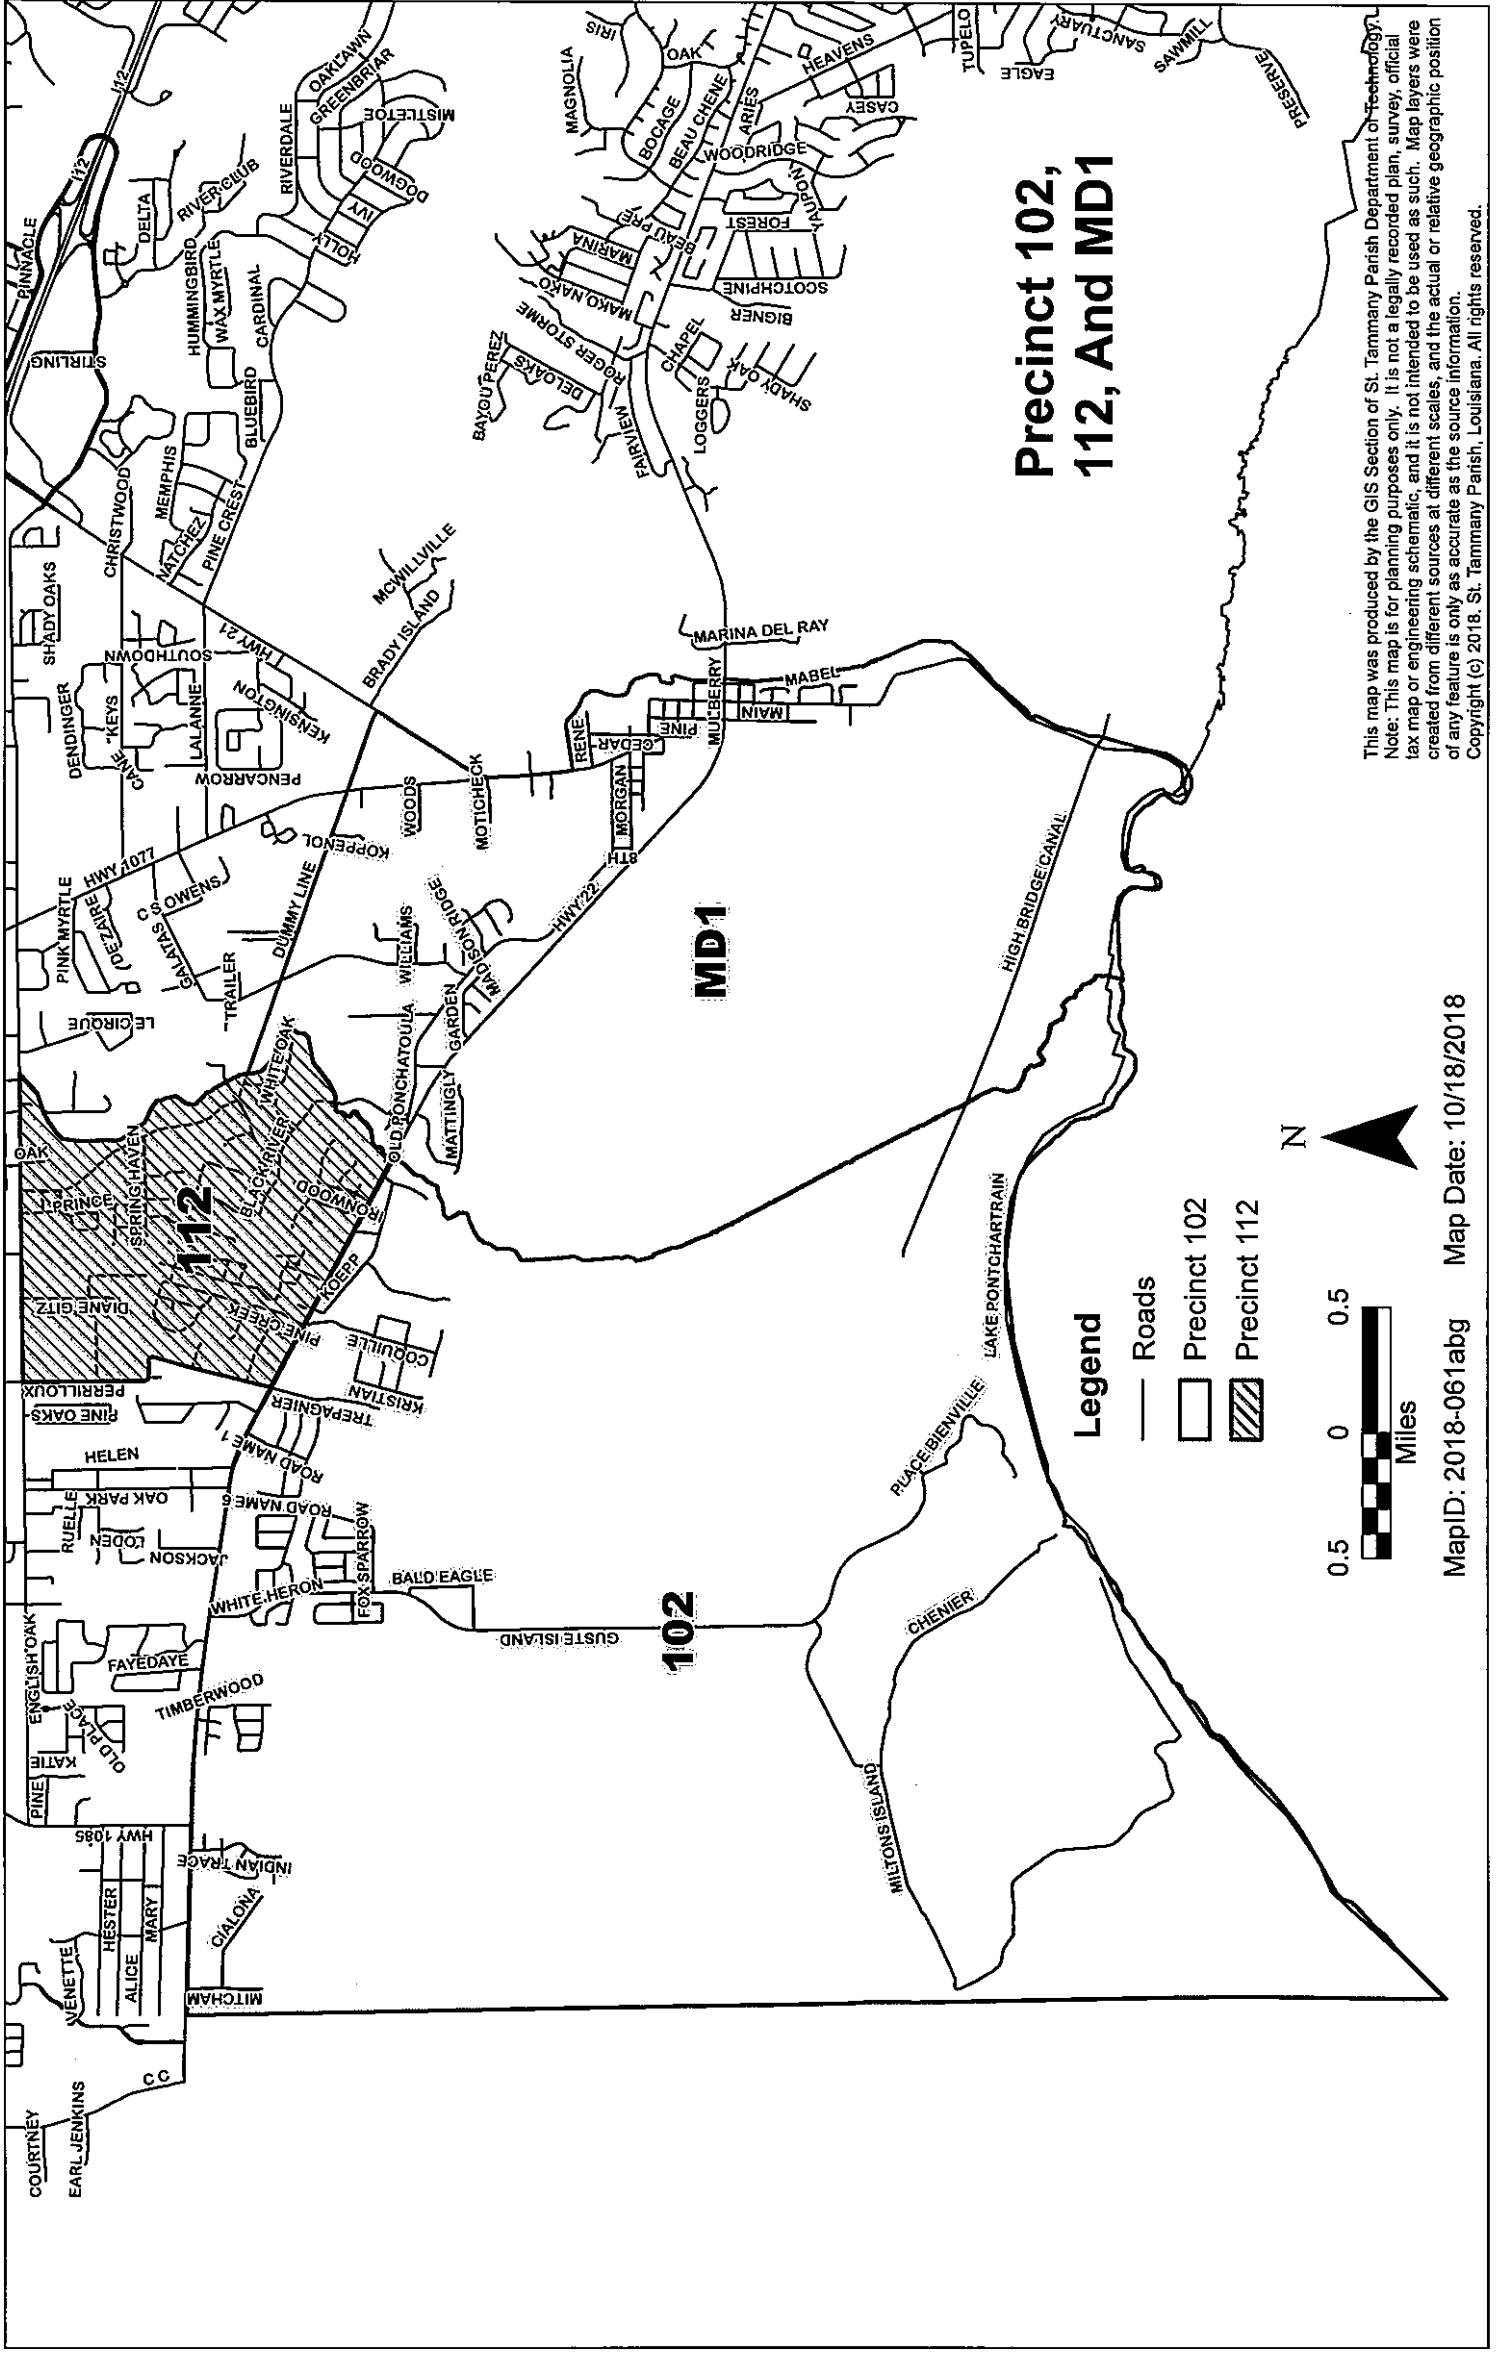 COURTNEY
EARL JENKINS
C C
VENETTE
HESTER
ALICE
MARY
HWY 1085
PINE
KATIE
OLD PLACE
ENGLISH OAK
FAYEDAYE
TIMBERWOOD
MITCHAM
CIALONA
INDIAN TRACE
RUELLE
LODEN
JACKSON
OAK PARK
HELEN
PINE OAKS
PERRILLOUX
WHITE HERON
ROAD NAME 6
ROAD NAME 1
FOX SPARROW
BALD EAGLE
GUSTE ISLAND
TREPAGNIER
KRISTIAN
COQUILLE
KOEPP
102
MILTONS ISLAND
CHENIER
PLACE BIENVILLE
LAKE PONTCHARTRAIN
DIANE GITZ
PRINCE
OAK
SPRING HAVEN
112
PINE CREEK
BLACK RIVER
IRONWOOD
WHITE OAK
LE CIRQUE
PINK MYRTLE
DEZAIRE
GALATAS
C S OWENS
TRAILER
HWY 1077
DUMMY LINE
KOPPENOL
OLD PONCHATOULA
MATTINGLY
GARDEN
WILLIAMS
MADISON RIDGE
HWY 22
WOODS
MOTICHECK
8TH
MORGAN
CEDAR
RENE
PINE
MULBERRY
MAIN
MABEL
MARINA DEL RAY
MD1
HIGH BRIDGE CANAL
SHADY OAKS
DENDINGER
CANE
KEYS
SOUTHDOWN
LALANNE
PENCARROW
KENSINGTON
HWY 21
BRADY ISLAND
MCWILLVILLE
CHRISTWOOD
MEMPHIS
NATCHEZ
PINE CREST
BLUEBIRD
CARDINAL
HUMMINGBIRD
WAX MYRTLE
STIRLING
PINNACLE
I12
I12
DELTA
RIVER CLUB
RIVERDALE
OAKLAWN
GREENBRIAR
MISTLETOE
DOGWOOD
IVY
HOLLY
BAYOU PEREZ
DELOAKS
ROGER STORME
FAIRVIEW
LOGGERS
CHAPEL
SHADY OAK
MAKO NAKO
MARINA
BEAU PRE
BIGNER
SCOTCHPINE
FOREST
YAUPON
WOODRIDGE
MAGNOLIA
IRIS
OAK
BOCAGE
BEAU CHENE
ARIES
HEAVENS
CASEY
TUPELO
EAGLE
SANCTUARY
SAWMILL
PRESERVE
Precinct 102,
112, And MD1
Legend
Roads
Precinct 102
Precinct 112
N
0.5 0 0.5
Miles
MapID: 2018-061abg Map Date: 10/18/2018
This map was produced by the GIS Section of St. Tammany Parish Department of Technology.
Note: This map is for planning purposes only. It is not a legally recorded plan, survey, official
tax map or engineering schematic, and it is not intended to be used as such. Map layers were
created from different sources at different scales, and the actual or relative geographic position
of any feature is only as accurate as the source information.
Copyright (c) 2018. St. Tammany Parish, Louisiana. All rights reserved.